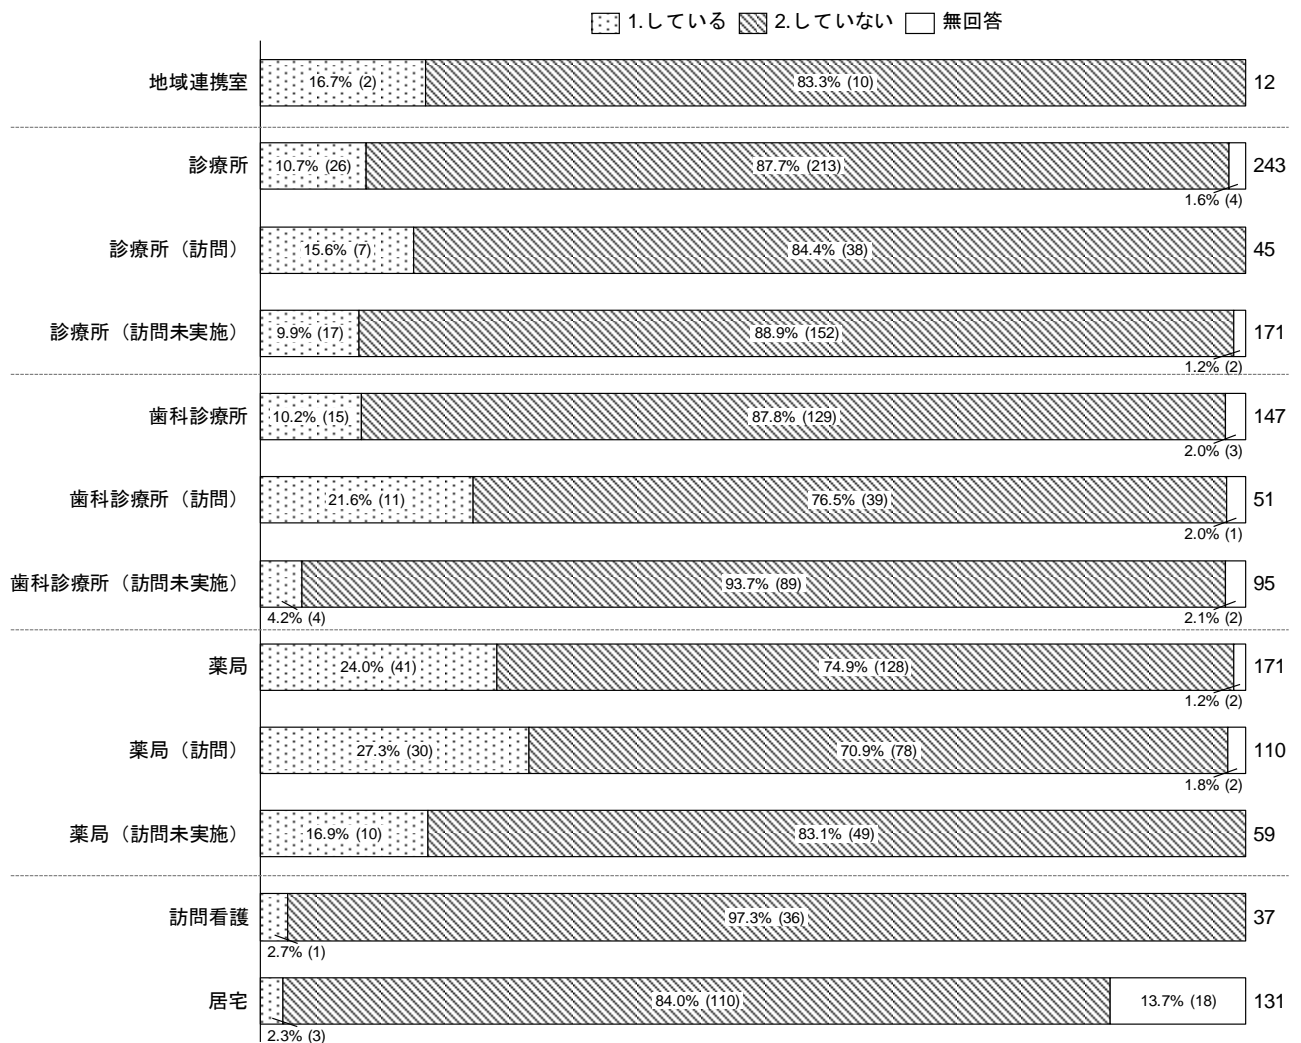 1.している 2.していない 無回答
地域連携室 16.7% (2) 83.3% (10) 12
診療所 10.7% (26) 87.7% (213) 243
1.6% (4)
診療所（訪問） 15.6% (7) 84.4% (38) 45
診療所（訪問未実施） 9.9% (17) 88.9% (152) 171
1.2% (2)
歯科診療所 10.2% (15) 87.8% (129) 147
2.0% (3)
歯科診療所（訪問） 21.6% (11) 76.5% (39) 51
2.0% (1)
歯科診療所（訪問未実施） 93.7% (89) 95
4.2% (4) 2.1% (2)
薬局 24.0% (41) 74.9% (128) 171
1.2% (2)
薬局（訪問） 27.3% (30) 70.9% (78) 110
1.8% (2)
薬局（訪問未実施） 16.9% (10) 83.1% (49) 59
訪問看護 97.3% (36) 37
2.7% (1)
居宅 84.0% (110) 13.7% (18) 131
2.3% (3)